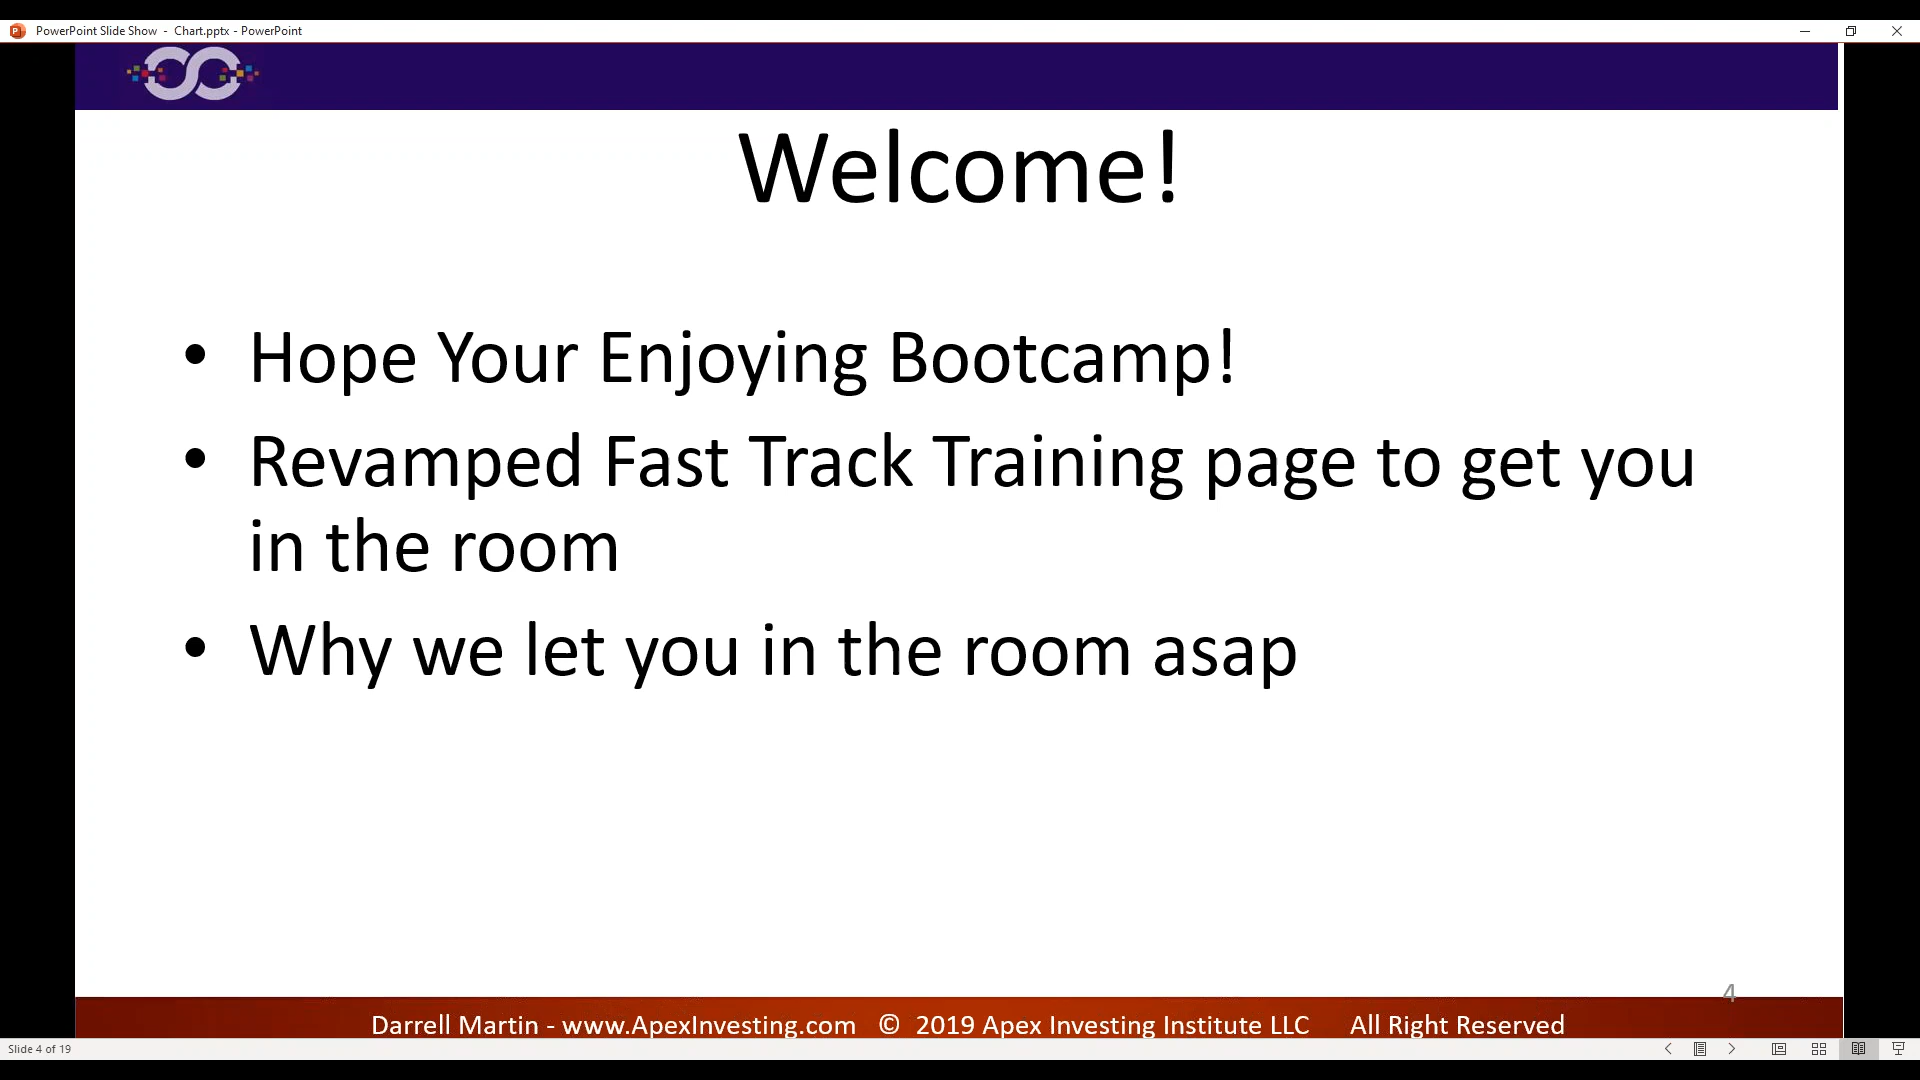 PowerPoint Slide Show - Chart.pptx - PowerPoint
Welcome!
• Hope Your Enjoying Bootcamp!
• Revamped Fast Track Training page to get you
in the room
• Why we let you in the room asap
4
Darrell Martin - www.ApexInvesting.com © 2019 Apex Investing Institute LLC All Right Reserved
Slide 4 of 19